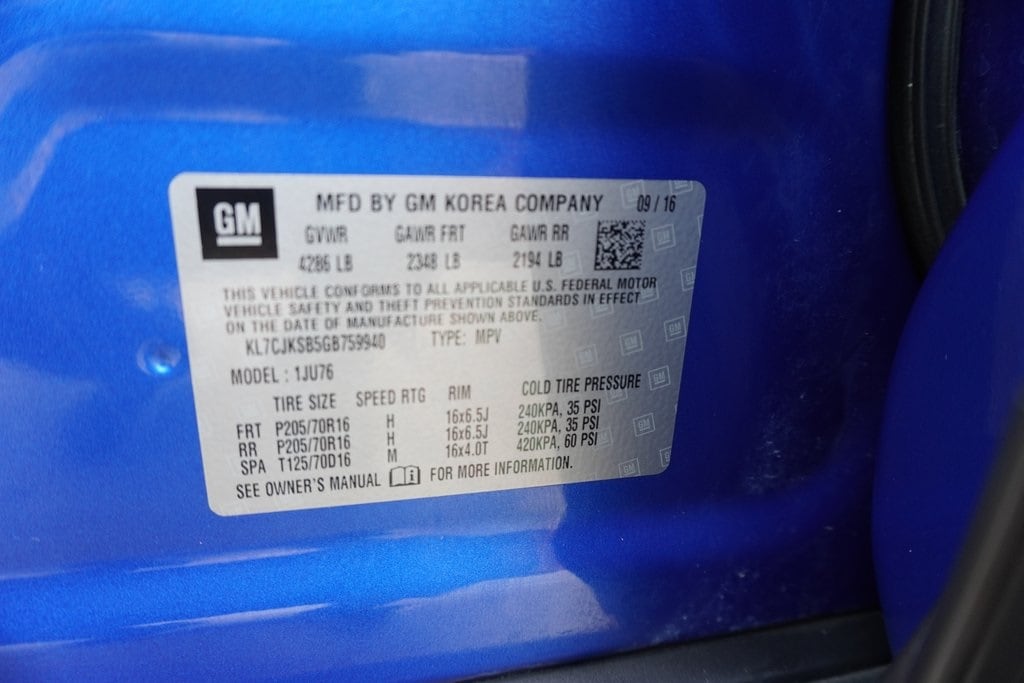 GM
MFD BY GM KOREA COMPANY 09 / 16
GVWR GAWR FRT GAWR RR
4286 LB 2348 LB 2194 LB
THIS VEHICLE CONFORMS TO ALL APPLICABLE U.S. FEDERAL MOTOR
VEHICLE SAFETY AND THEFT PREVENTION STANDARDS IN EFFECT
ON THE DATE OF MANUFACTURE SHOWN ABOVE.
KL7CJKSB5GB759940 TYPE: MPV
MODEL : 1JU76
TIRE SIZE SPEED RTG RIM COLD TIRE PRESSURE
FRT P205/70R16 H 16x6.5J 240KPA, 35 PSI
RR P205/70R16 H 16x6.5J 240KPA, 35 PSI
SPA T125/70D16 M 16x4.0T 420KPA, 60 PSI
SEE OWNER'S MANUAL FOR MORE INFORMATION.